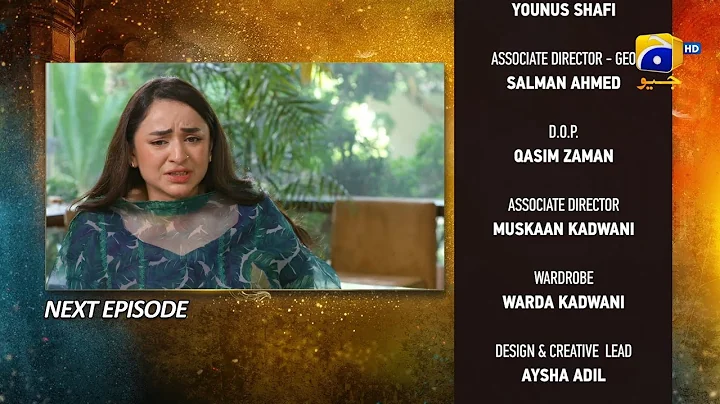 YOUNUS SHAFI
ASSOCIATE DIRECTOR - GEO
SALMAN AHMED
D.O.P.
QASIM ZAMAN
ASSOCIATE DIRECTOR
MUSKAAN KADWANI
WARDROBE
WARDA KADWANI
DESIGN & CREATIVE LEAD
AYSHA ADIL
NEXT EPISODE
HD
جیو